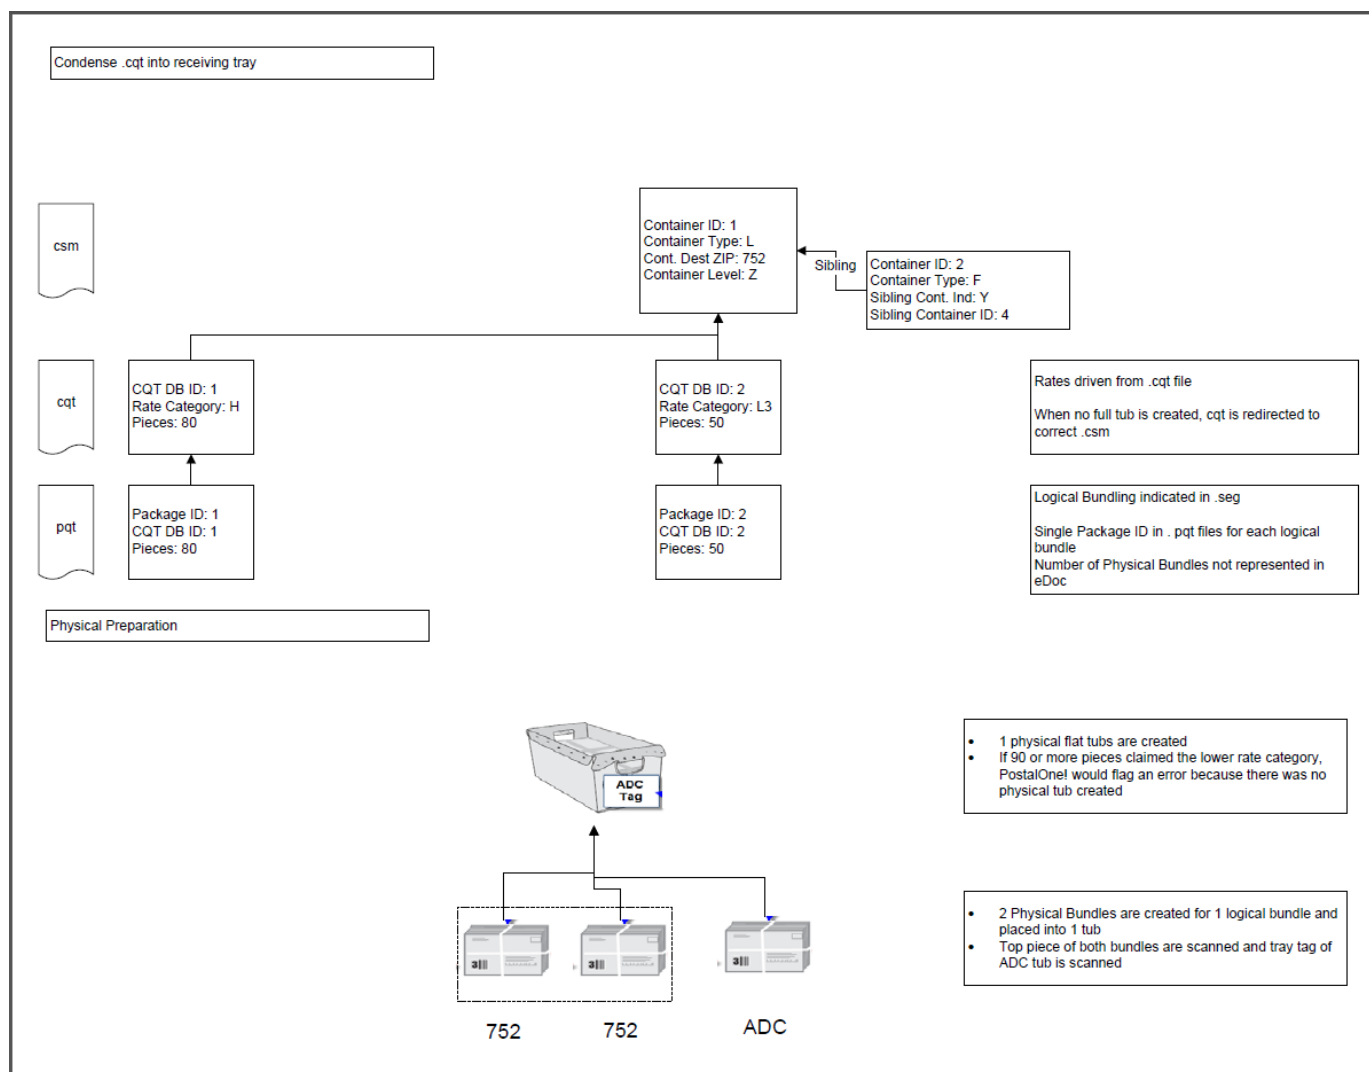 Condense .cqt into receiving tray
csm
Container ID: 1
Container Type: L
Cont. Dest ZIP: 752
Container Level: Z
Sibling
Container ID: 2
Container Type: F
Sibling Cont. Ind: Y
Sibling Container ID: 4
cqt
CQT DB ID: 1
Rate Category: H
Pieces: 80
CQT DB ID: 2
Rate Category: L3
Pieces: 50
Rates driven from .cqt file
When no full tub is created, cqt is redirected to
correct .csm
pqt
Package ID: 1
CQT DB ID: 1
Pieces: 80
Package ID: 2
CQT DB ID: 2
Pieces: 50
Logical Bundling indicated in .seg
Single Package ID in . pqt files for each logical
bundle
Number of Physical Bundles not represented in
eDoc
Physical Preparation
ADC
Tag
• 1 physical flat tubs are created
• If 90 or more pieces claimed the lower rate category,
PostalOne! would flag an error because there was no
physical tub created
3
3
3
• 2 Physical Bundles are created for 1 logical bundle and
placed into 1 tub
• Top piece of both bundles are scanned and tray tag of
ADC tub is scanned
752
752
ADC